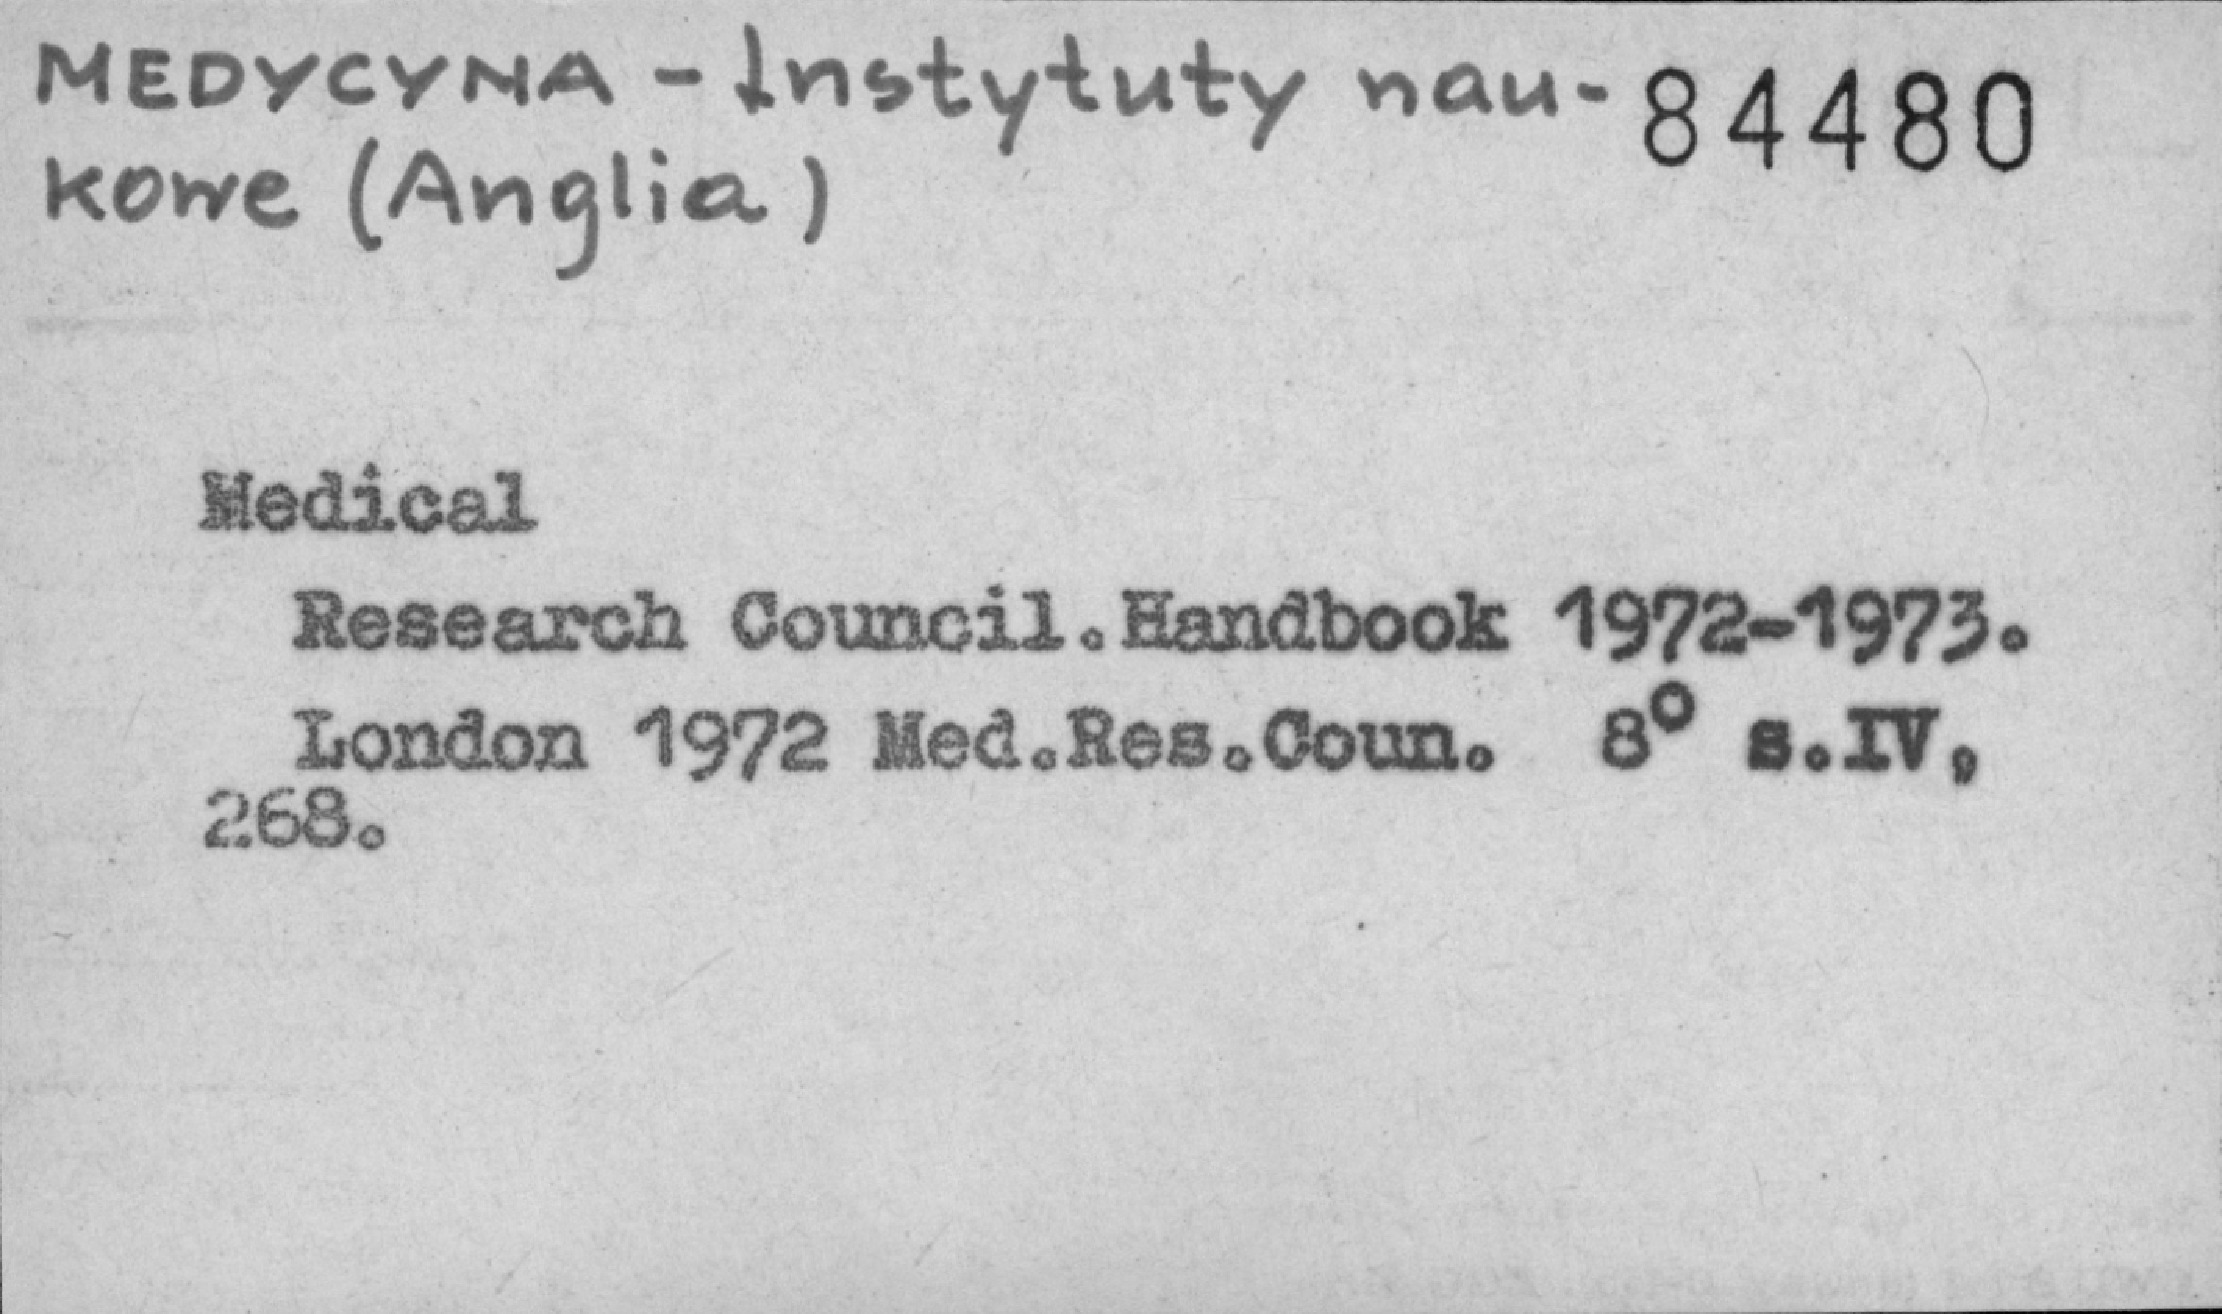 MEDYCYNA - Instytuty nau- 84480
kowe (Anglia)
Medical
Research Council.Handbook 1972-1973.
London 1972 Med.Res.Coun. 8° s.IV,
268.